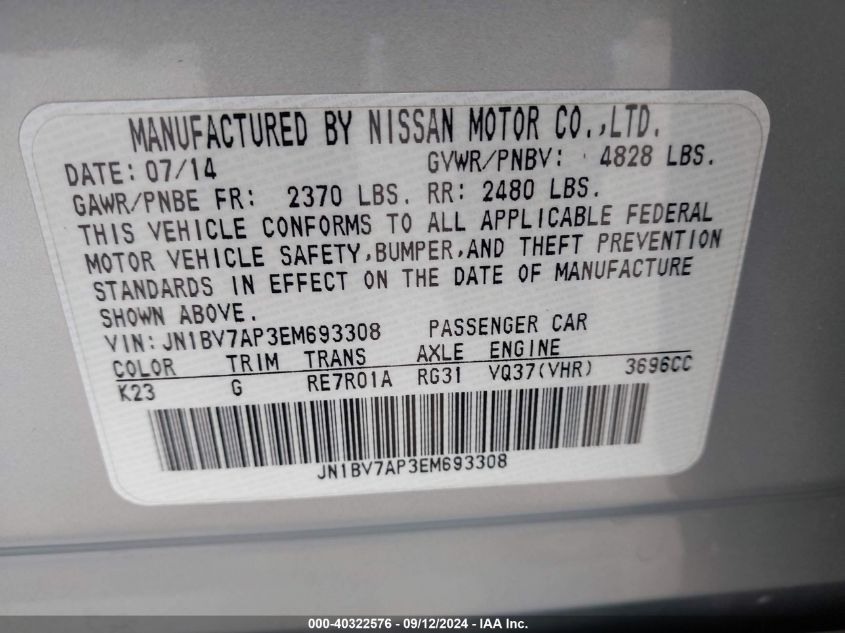 MANUFACTURED BY NISSAN MOTOR CO.,LTD.
DATE: 07/14 GVWR/PNBV: 4828 LBS.
GAWR/PNBE FR: 2370 LBS. RR: 2480 LBS.
THIS VEHICLE CONFORMS TO ALL APPLICABLE FEDERAL
MOTOR VEHICLE SAFETY,BUMPER,AND THEFT PREVENTION
STANDARDS IN EFFECT ON THE DATE OF MANUFACTURE
SHOWN ABOVE.
VIN:JN1BV7AP3EM693308 PASSENGER CAR
COLOR TRIM TRANS AXLE ENGINE
K23 G RE7R01A RG31 VQ37(VHR) 3696CC
JN1BV7AP3EM693308
000-40322576 - 09/12/2024 - IAA, Inc.